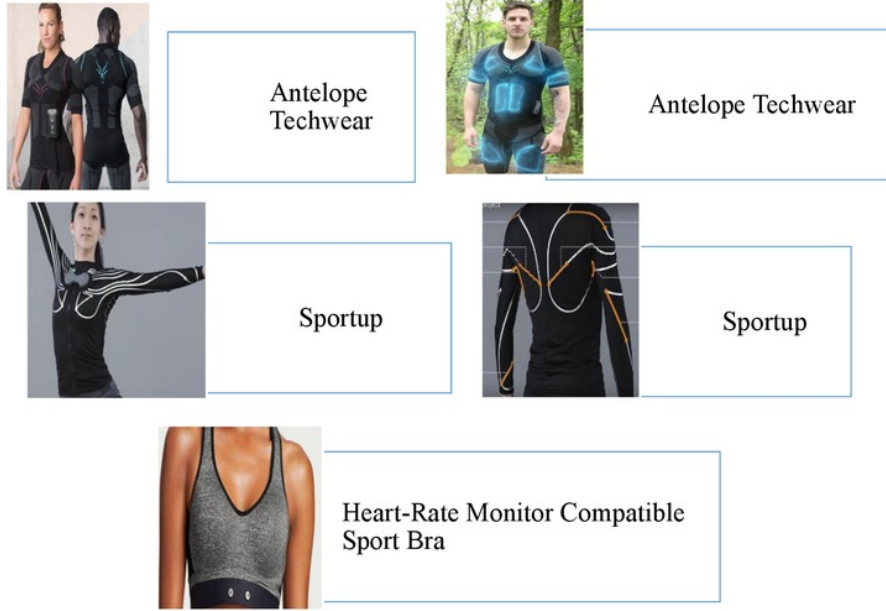 Antelope
Techwear
Antelope Techwear
Sportup
Sportup
Heart-Rate Monitor Compatible
Sport Bra